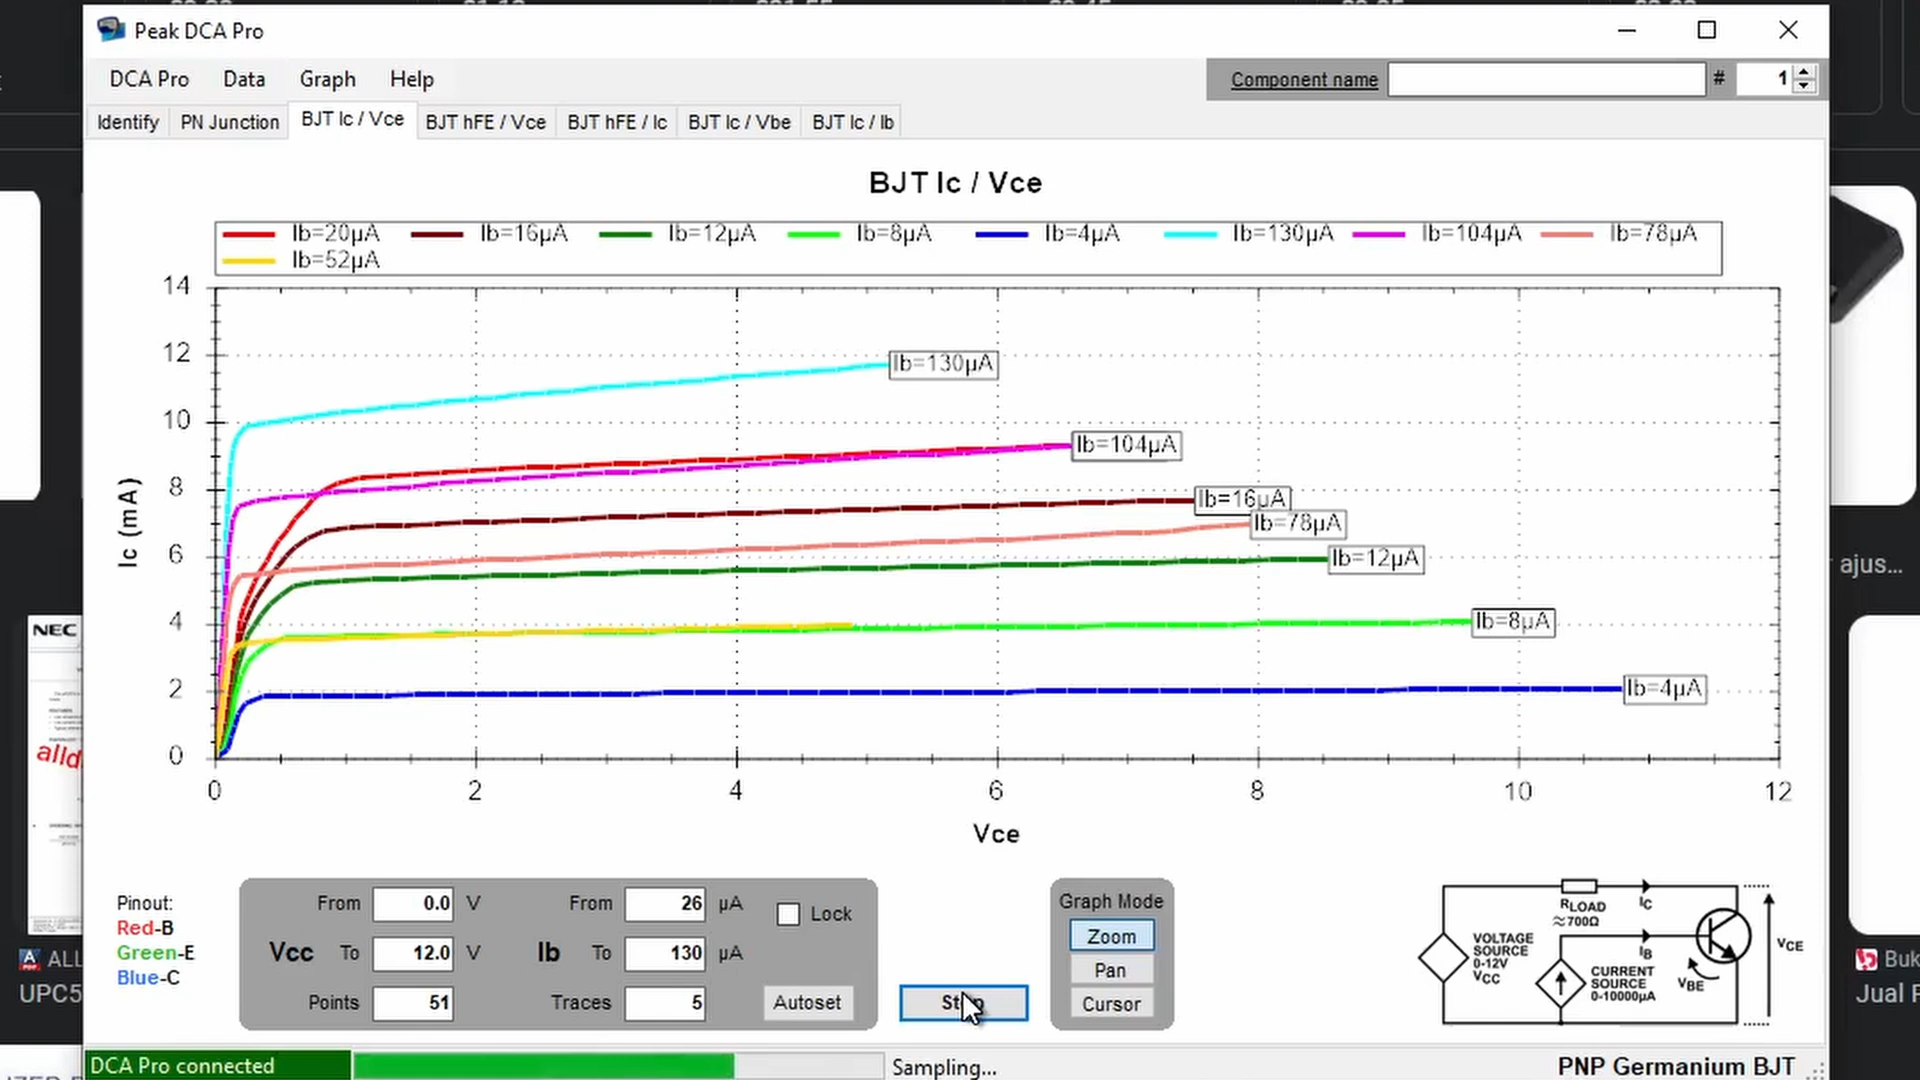 Peak DCA Pro
DCA Pro Data Graph Help
Component name # 1
Identify PN Junction BJT Ic / Vce BJT hFE / Vce BJT hFE / Ic BJT Ic / Vbe BJT Ic / Ib
BJT Ic / Vce
Ib=20µA Ib=16µA Ib=12µA Ib=8µA Ib=4µA Ib=130µA Ib=104µA Ib=78µA
Ib=52µA
14
12
10
8
6
4
2
0
Ic (mA)
Ib=130µA
Ib=104µA
Ib=16µA
Ib=78µA
Ib=12µA
Ib=8µA
Ib=4µA
0 2 4 6 8 10 12
Vce
Pinout:
Red-B
Green-E
Blue-C
From 0.0 V From 26 µA Lock
Vcc To 12.0 V Ib To 130 µA
Points 51 Traces 5 Autoset
Graph Mode
Zoom
Pan
Cursor
RLOAD
≈700Ω
IC
VOLTAGE
SOURCE
0-12V
VCC
IB
CURRENT
SOURCE
0-10000µA
VBE
VCE
DCA Pro connected Sampling... PNP Germanium BJT
NEC
alld
ALL
UPC5
ajus...
Buk
Jual